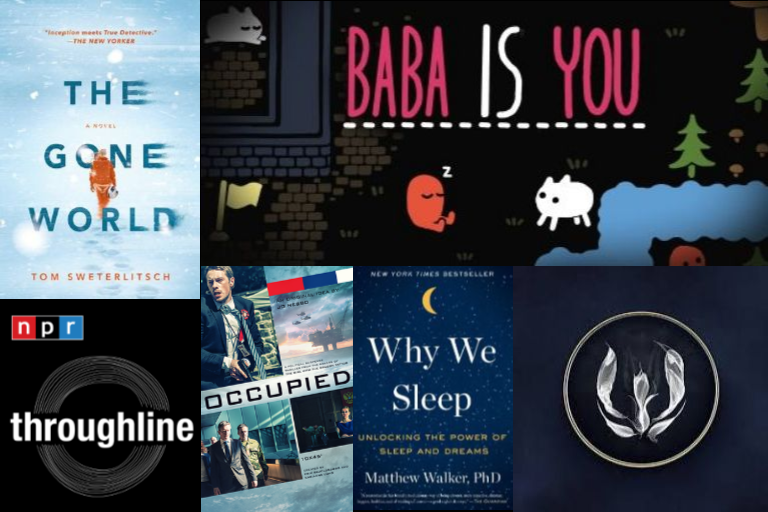 "Inception meets True Detective."
—THE NEW YORKER
THE
A NOVEL
GONE
WORLD
TOM SWETERLITSCH
BABA IS YOU
z
npr
throughline
OCCUPIED
NEW YORK TIMES BESTSELLER
Why We
Sleep
UNLOCKING THE POWER OF
SLEEP AND DREAMS
Matthew Walker, PhD